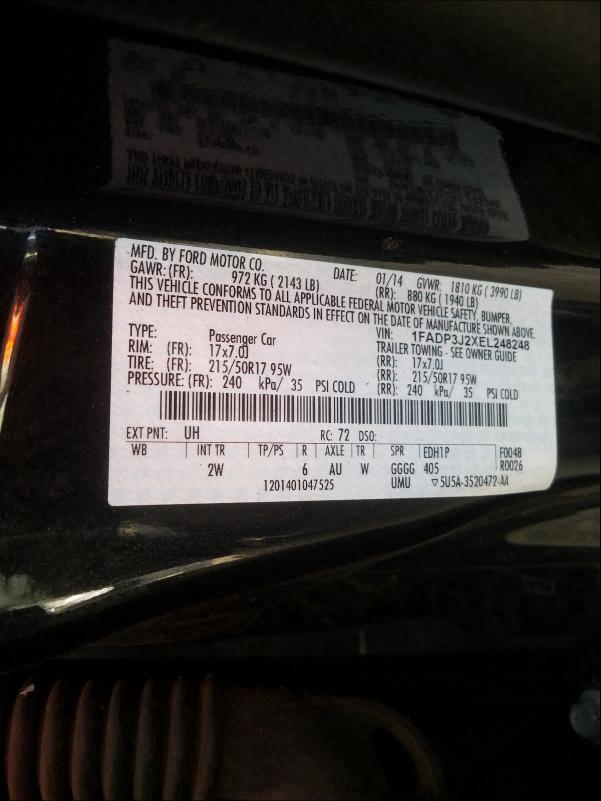 MFD. BY FORD MOTOR CO.
DATE: 01/14 GVWR: 1810 KG ( 3990 LB)
GAWR: (FR): 972 KG ( 2143 LB) (RR): 880 KG ( 1940 LB)
THIS VEHICLE CONFORMS TO ALL APPLICABLE FEDERAL MOTOR VEHICLE SAFETY, BUMPER,
AND THEFT PREVENTION STANDARDS IN EFFECT ON THE DATE OF MANUFACTURE SHOWN ABOVE.
VIN: 1FADP3J2XEL248248
TYPE: Passenger Car TRAILER TOWING - SEE OWNER GUIDE
RIM: (FR): 17x7.0J (RR): 17x7.0J
TIRE: (FR): 215/50R17 95W (RR): 215/50R17 95W
PRESSURE: (FR): 240 kPa/ 35 PSI COLD (RR): 240 kPa/ 35 PSI COLD
EXT PNT: UH RC: 72 DSO:
WB INT TR TP/PS R AXLE TR SPR EDH1P F0048
2W 6 AU W GGGG 405 R0026
1201401047525 UMU ▽5U5A-3520472-AA